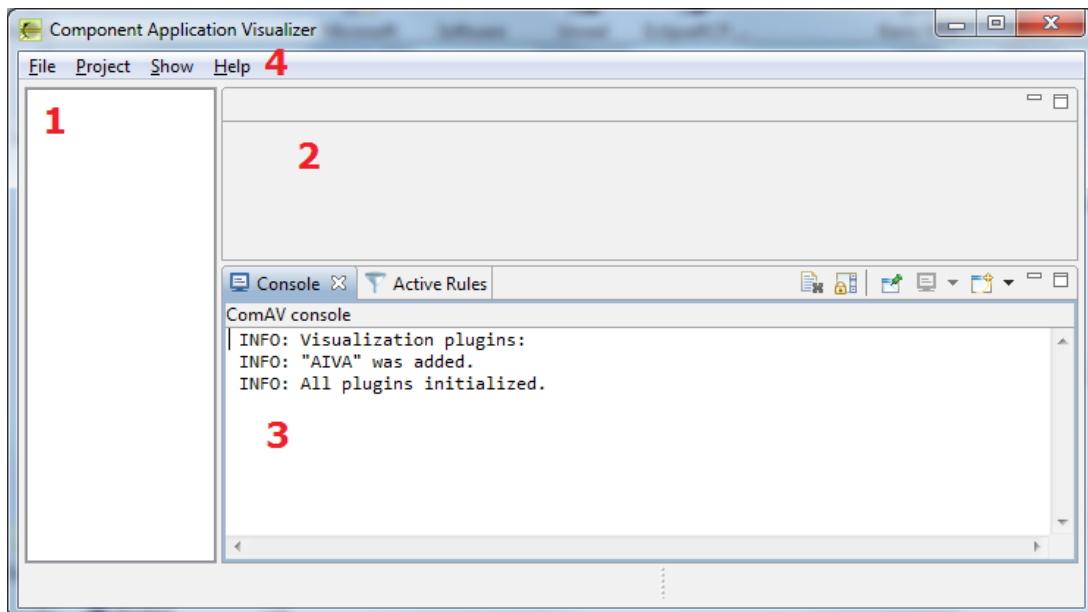 Component Application Visualizer
File Project Show Help 4
1
2
Console Active Rules
ComAV console
INFO: Visualization plugins:
INFO: "AIVA" was added.
INFO: All plugins initialized.
3